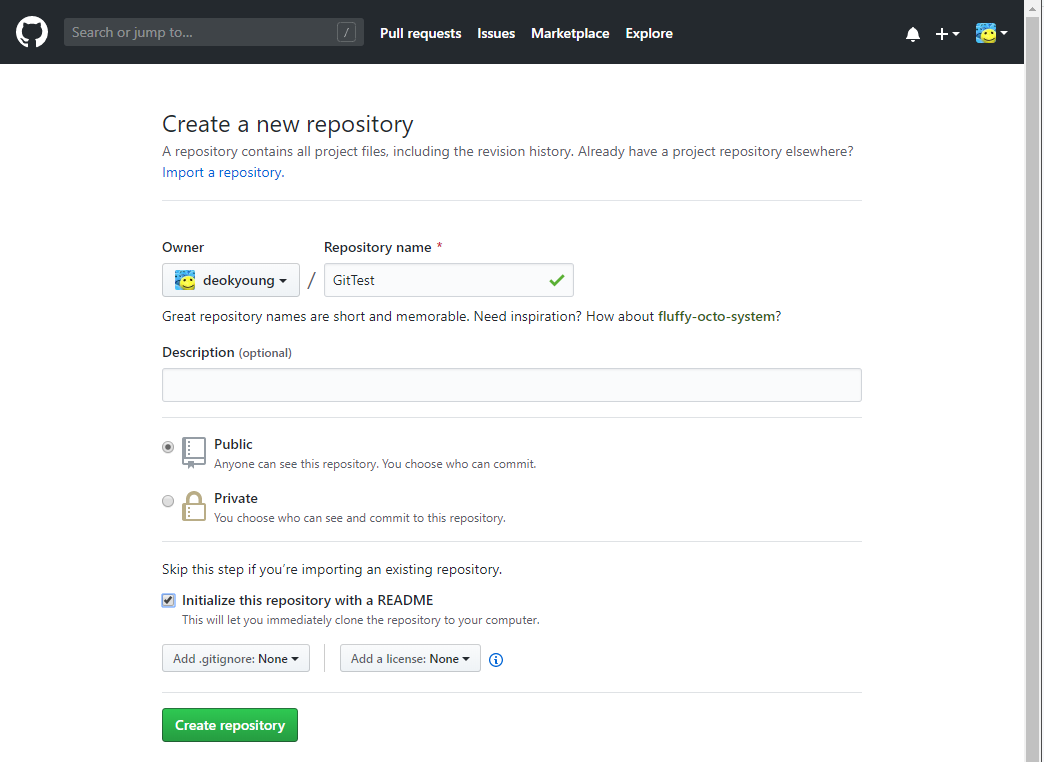 Search or jump to... /
Pull requests Issues Marketplace Explore
Create a new repository
A repository contains all project files, including the revision history. Already have a project repository elsewhere?
Import a repository.
Owner Repository name *
deokyoung / GitTest
Great repository names are short and memorable. Need inspiration? How about fluffy-octo-system?
Description (optional)
Public
Anyone can see this repository. You choose who can commit.
Private
You choose who can see and commit to this repository.
Skip this step if you’re importing an existing repository.
Initialize this repository with a README
This will let you immediately clone the repository to your computer.
Add .gitignore: None Add a license: None
Create repository